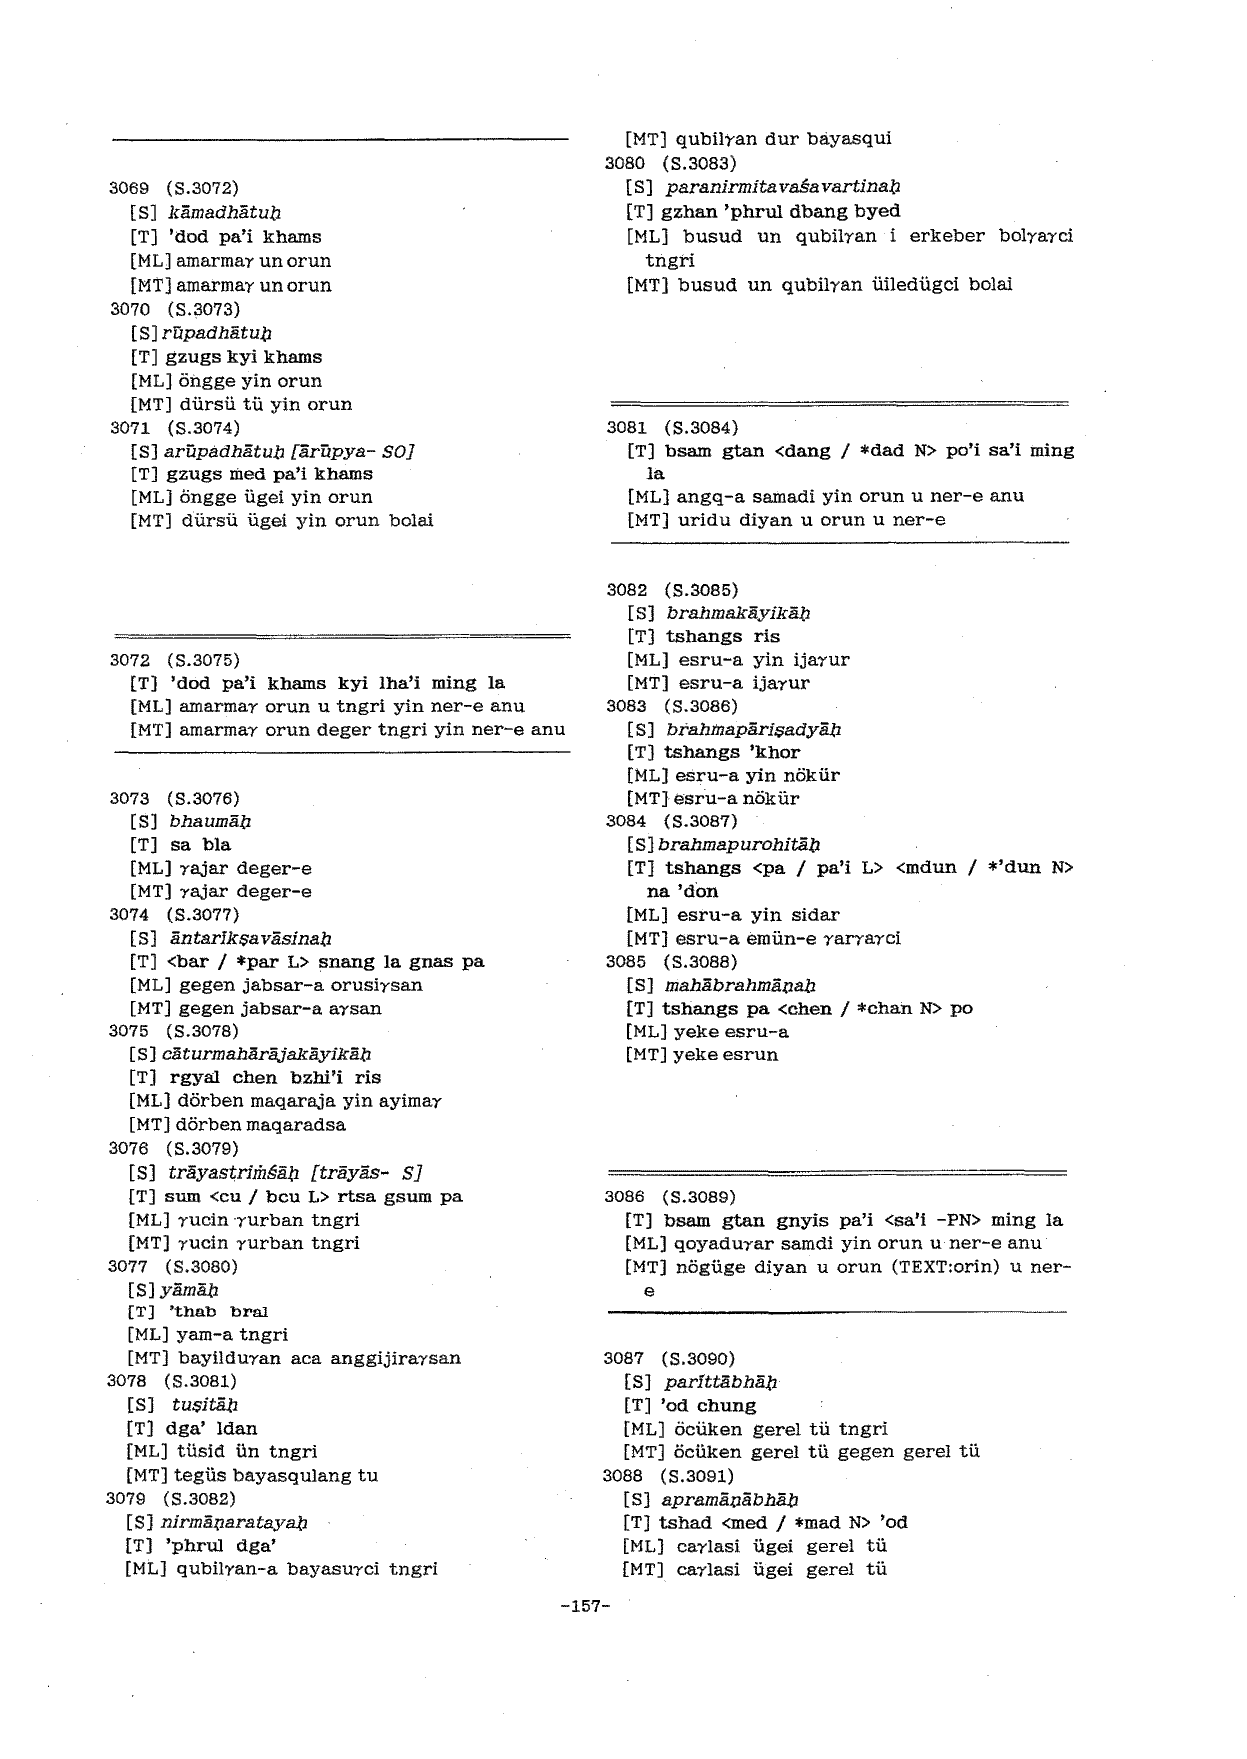 3069 (S.3072)
[S] kāmadhātuḥ
[T] 'dod pa'i khams
[ML] amarmaγ un orun
[MT] amarmaγ un orun
3070 (S.3073)
[S] rūpadhātuḥ
[T] gzugs kyi khams
[ML] öngge yin orun
[MT] dürsü tü yin orun
3071 (S.3074)
[S] arūpadhātuḥ [ārūpya- SO]
[T] gzugs med pa'i khams
[ML] öngge ügei yin orun
[MT] dürsü ügei yin orun bolai
3072 (S.3075)
[T] 'dod pa'i khams kyi lha'i ming la
[ML] amarmaγ orun u tngri yin ner-e anu
[MT] amarmaγ orun deger tngri yin ner-e anu
3073 (S.3076)
[S] bhaumāḥ
[T] sa bla
[ML] γajar deger-e
[MT] γajar deger-e
3074 (S.3077)
[S] āntarīkṣavāsinaḥ
[T] <bar / *par L> snang la gnas pa
[ML] gegen jabsar-a orusiγsan
[MT] gegen jabsar-a aγsan
3075 (S.3078)
[S] cāturmahārājakāyikāḥ
[T] rgyal chen bzhi'i ris
[ML] dörben maqaraja yin ayimaγ
[MT] dörben maqaradsa
3076 (S.3079)
[S] trāyastriṁśāḥ [trāyās- S]
[T] sum <cu / bcu L> rtsa gsum pa
[ML] γucin γurban tngri
[MT] γucin γurban tngri
3077 (S.3080)
[S] yāmāḥ
[T] 'thab bral
[ML] yam-a tngri
[MT] bayilduγan aca anggijiraγsan
3078 (S.3081)
[S] tuṣitāḥ
[T] dga' ldan
[ML] tüsid ün tngri
[MT] tegüs bayasqulang tu
3079 (S.3082)
[S] nirmāṇaratayaḥ
[T] 'phrul dga'
[ML] qubilγan-a bayasuγci tngri
[MT] qubilγan dur bayasqui
3080 (S.3083)
[S] paranirmitavaśavartinaḥ
[T] gzhan 'phrul dbang byed
[ML] busud un qubilγan i erkeber bolγaγci
tngri
[MT] busud un qubilγan üiledügci bolai
3081 (S.3084)
[T] bsam gtan <dang / *dad N> po'i sa'i ming
la
[ML] angq-a samadi yin orun u ner-e anu
[MT] uridu diyan u orun u ner-e
3082 (S.3085)
[S] brahmakāyikāḥ
[T] tshangs ris
[ML] esru-a yin ijaγur
[MT] esru-a ijaγur
3083 (S.3086)
[S] brahmapāriṣadyāḥ
[T] tshangs 'khor
[ML] esru-a yin nökür
[MT] esru-a nökür
3084 (S.3087)
[S] brahmapurohitāḥ
[T] tshangs <pa / pa'i L> <mdun / *'dun N>
na 'don
[ML] esru-a yin sidar
[MT] esru-a emün-e γarγaγci
3085 (S.3088)
[S] mahābrahmāṇaḥ
[T] tshangs pa <chen / *chan N> po
[ML] yeke esru-a
[MT] yeke esrun
3086 (S.3089)
[T] bsam gtan gnyis pa'i <sa'i -PN> ming la
[ML] qoyaduγar samdi yin orun u ner-e anu
[MT] nögüge diyan u orun (TEXT:orin) u ner-
e
3087 (S.3090)
[S] parīttābhāḥ
[T] 'od chung
[ML] öcüken gerel tü tngri
[MT] öcüken gerel tü gegen gerel tü
3088 (S.3091)
[S] apramāṇābhāḥ
[T] tshad <med / *mad N> 'od
[ML] caγlasi ügei gerel tü
[MT] caγlasi ügei gerel tü
-157-